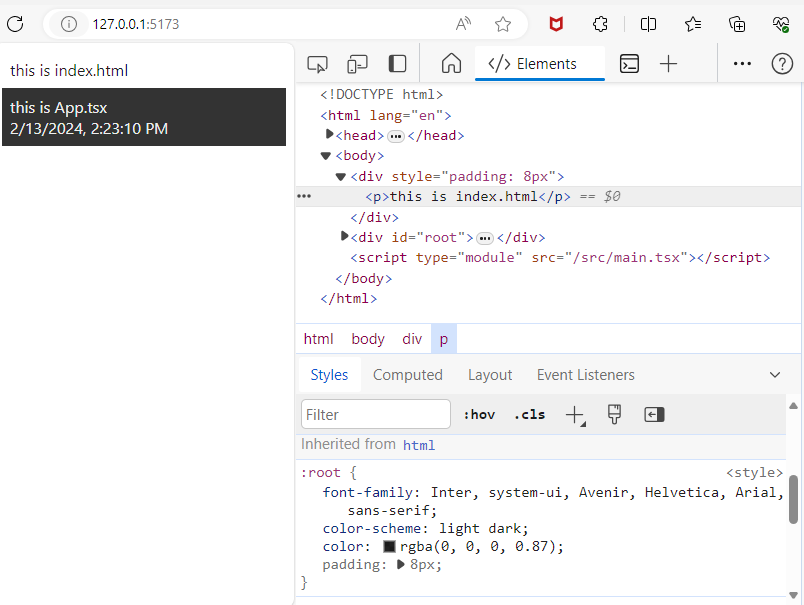 127.0.0.1:5173
this is index.html
this is App.tsx
2/13/2024, 2:23:10 PM
Elements
<!DOCTYPE html>
<html lang="en">
<head> … </head>
<body>
<div style="padding: 8px">
<p>this is index.html</p> == $0
</div>
<div id="root"> … </div>
<script type="module" src="/src/main.tsx"></script>
</body>
</html>
html body div p
Styles Computed Layout Event Listeners
Filter :hov .cls
Inherited from html
:root { <style>
font-family: Inter, system-ui, Avenir, Helvetica, Arial,
sans-serif;
color-scheme: light dark;
color: rgba(0, 0, 0, 0.87);
padding: 8px;
}